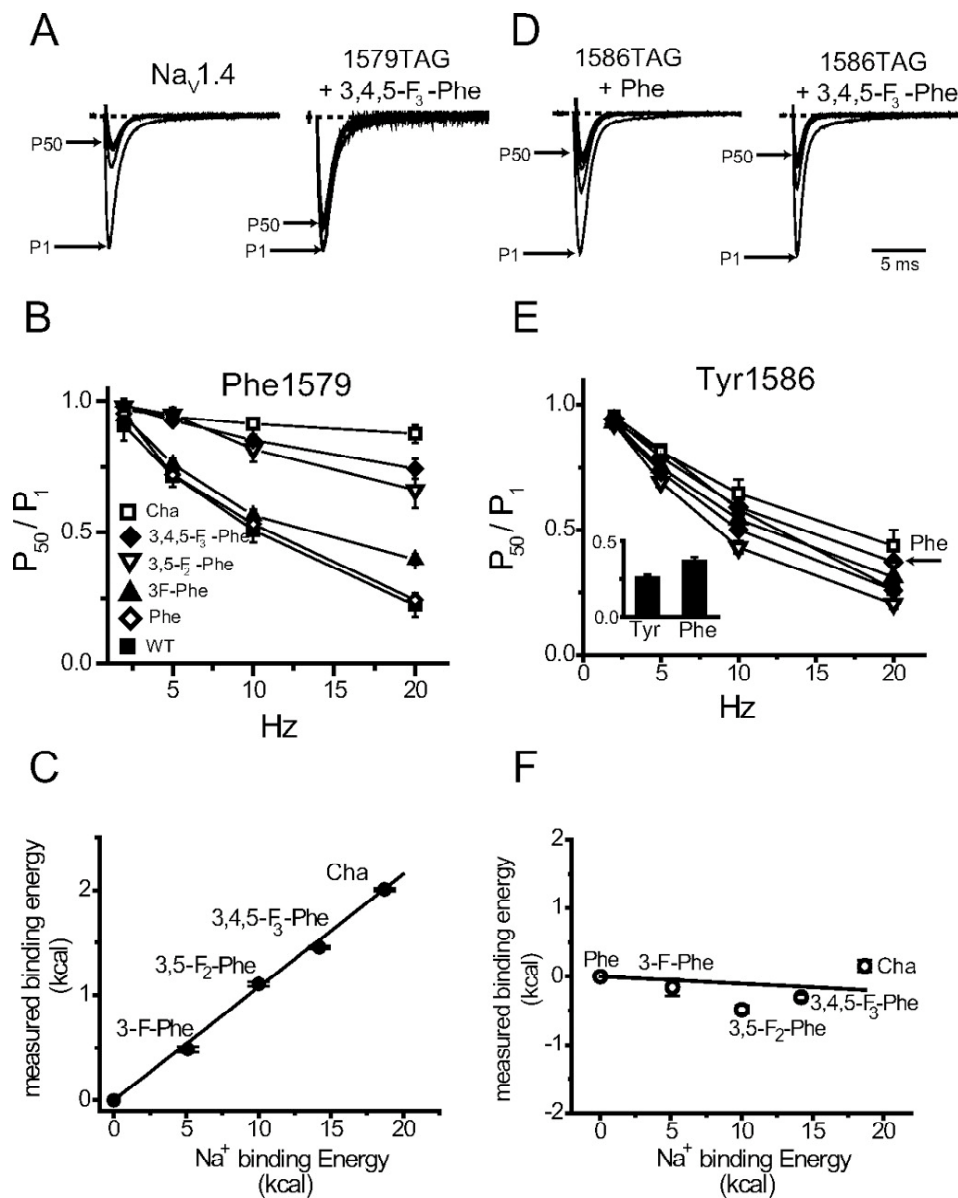 A
Na_V1.4
1579TAG
+ 3,4,5-F3-Phe
P50
P1
P50
P1
D
1586TAG
+ Phe
1586TAG
+ 3,4,5-F3-Phe
P50
P1
P50
P1
5 ms
B
Phe1579
1.0
0.5
0.0
P50 / P1
Cha
3,4,5-F3-Phe
3,5-F2-Phe
3F-Phe
Phe
WT
5 10 15 20
Hz
E
Tyr1586
1.0
0.5
0.0
P50 / P1
Phe
0.5
0.0
Tyr Phe
5 10 15 20
Hz
C
measured binding energy
(kcal)
2
1
0
Cha
3,4,5-F3-Phe
3,5-F2-Phe
3-F-Phe
0 5 10 15 20
Na+ binding Energy
(kcal)
F
measured binding energy
(kcal)
2
1
0
-1
-2
Phe
3-F-Phe
Cha
3,4,5-F3-Phe
3,5-F2-Phe
0 5 10 15 20
Na+ binding Energy
(kcal)